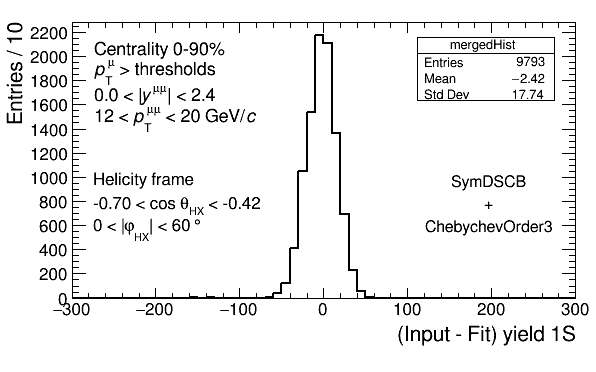 Entries / 10
2200
2000
1800
1600
1400
1200
1000
800
600
400
200
0
−300
−200
−100
0
100
200
300
(Input - Fit) yield 1S
Centrality 0-90%
p_T^μ > thresholds
0.0 < |y^μμ| < 2.4
12 < p_T^μμ < 20 GeV/c
Helicity frame
-0.70 < cos θ_HX < -0.42
0 < |φ_HX| < 60 °
mergedHist
Entries 9793
Mean −2.42
Std Dev 17.74
SymDSCB
+
ChebychevOrder3